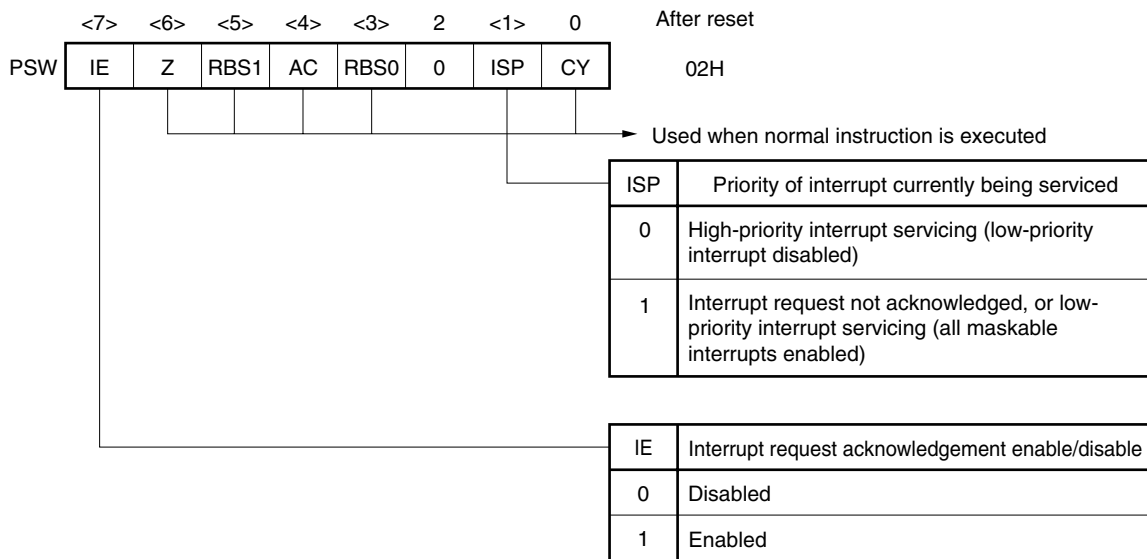 <7> <6> <5> <4> <3> 2 <1> 0 After reset
PSW IE Z RBS1 AC RBS0 0 ISP CY 02H
Used when normal instruction is executed
ISP Priority of interrupt currently being serviced
0 High-priority interrupt servicing (low-priority
interrupt disabled)
1 Interrupt request not acknowledged, or low-
priority interrupt servicing (all maskable
interrupts enabled)
IE Interrupt request acknowledgement enable/disable
0 Disabled
1 Enabled